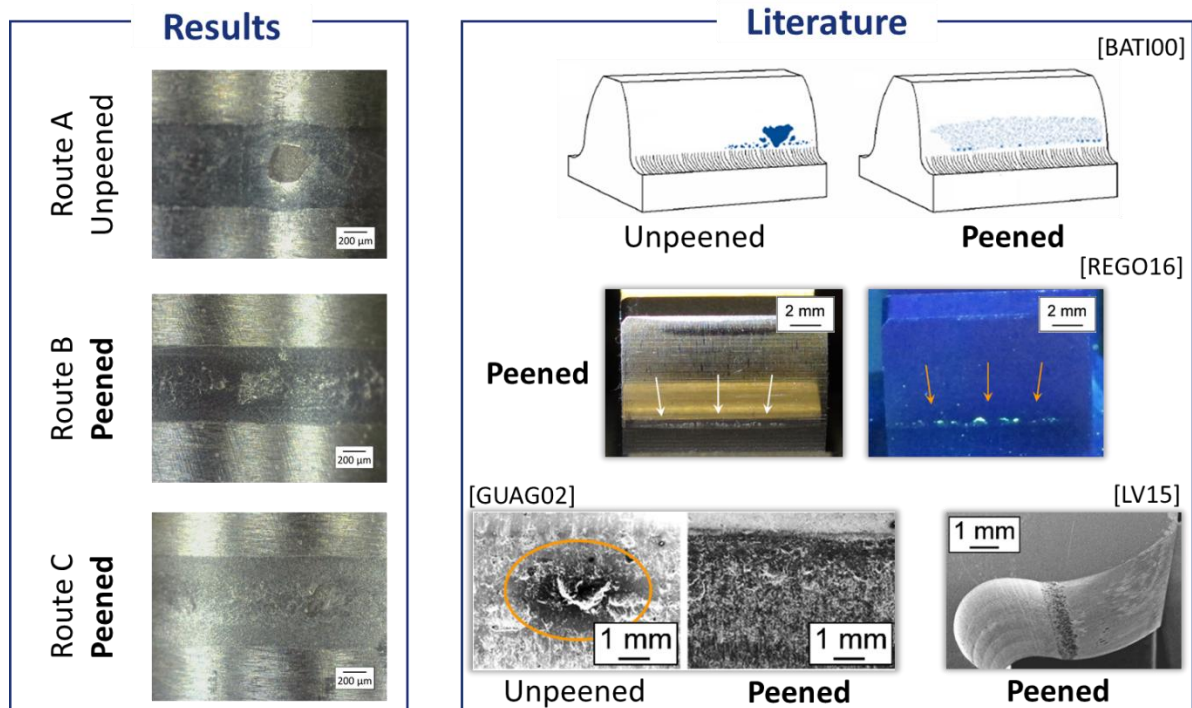 Results
Route A
Unpeened
200 µm
Route B
Peened
200 µm
Route C
Peened
200 µm
Literature
[BATI00]
Unpeened
Peened
[REGO16]
Peened
2 mm
2 mm
[GUAG02]
[LV15]
1 mm
1 mm
1 mm
Unpeened
Peened
Peened